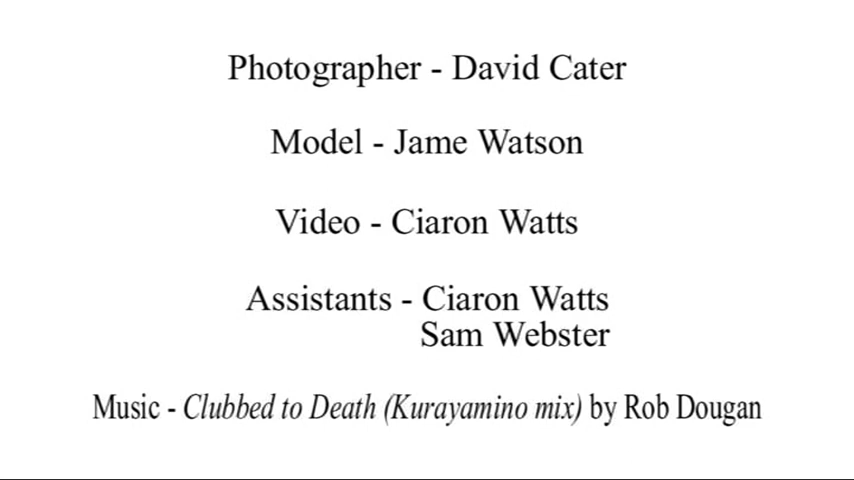 Photographer - David Cater
Model - Jame Watson
Video - Ciaron Watts
Assistants - Ciaron Watts
Sam Webster
Music - Clubbed to Death (Kurayamino mix) by Rob Dougan